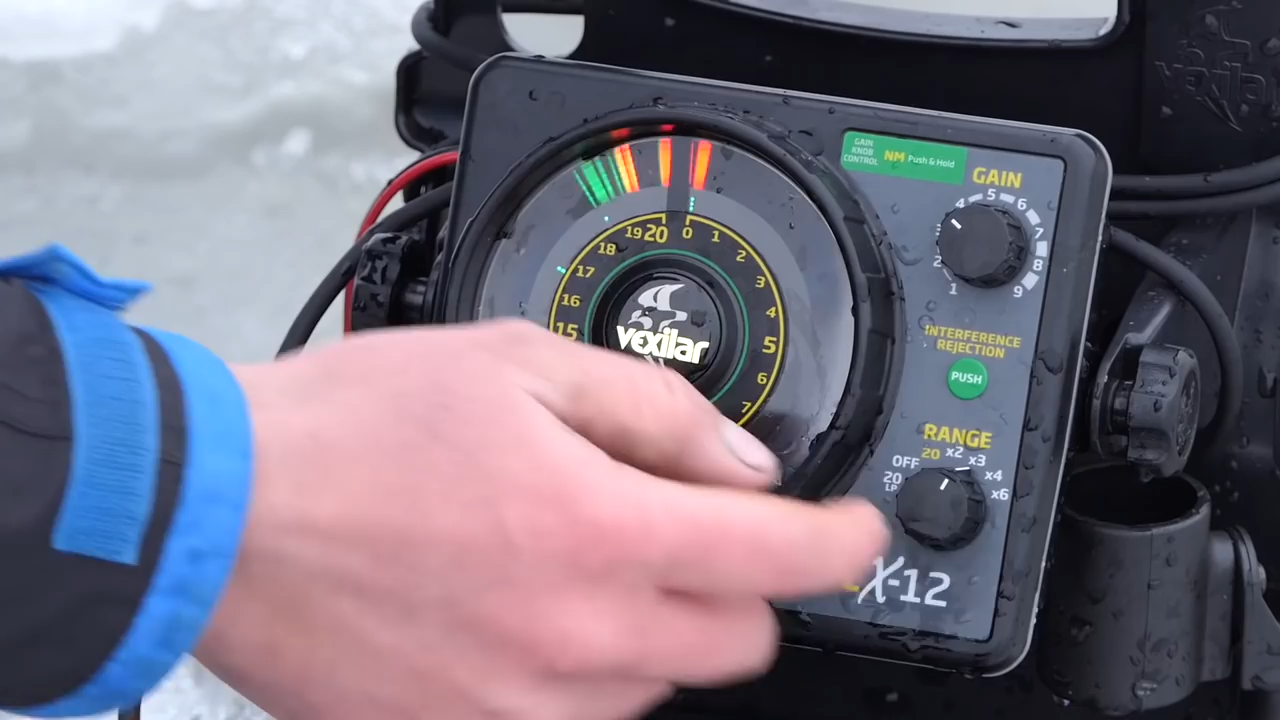 GAIN
KNOB
CONTROL
NM Push & Hold
GAIN
1 2 3 4 5 6 7 8 9
19 20 0 1
18 2
17 3
16 4
15 5
6
7
vexilar
INTERFERENCE
REJECTION
PUSH
RANGE
OFF 20 x2 x3
20 x4
LP x6
X-12
vexilar